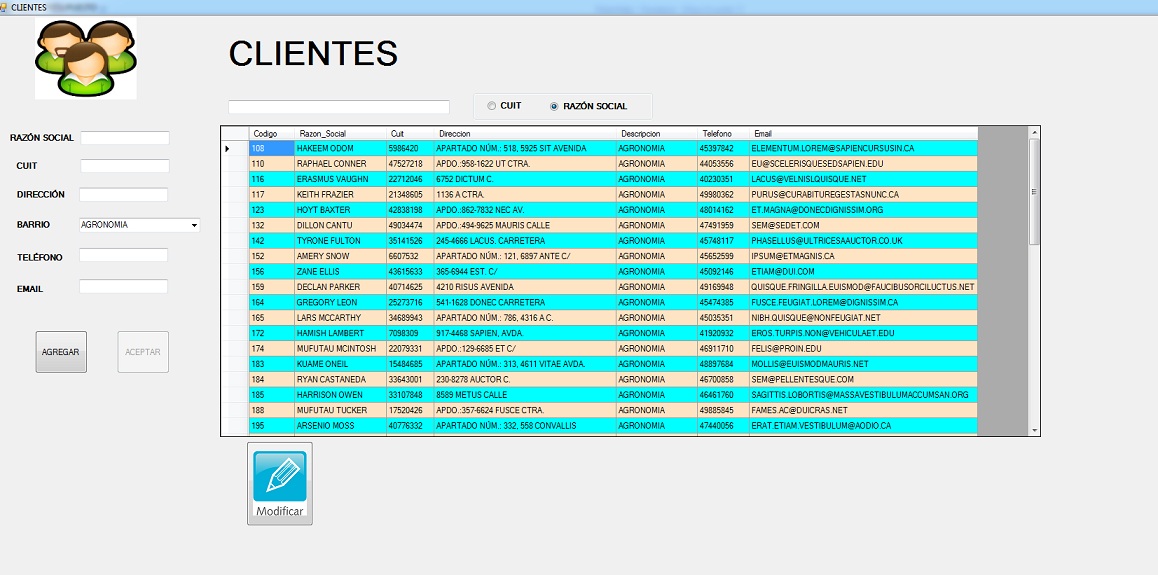 CLIENTES
CLIENTES
CUIT RAZÓN SOCIAL
RAZÓN SOCIAL
CUIT
DIRECCIÓN
BARRIO AGRONOMIA
TELÉFONO
EMAIL
AGREGAR ACEPTAR
Codigo Razon_Social Cuit Direccion Descripcion Telefono Email
108 HAKEEM ODOM 5986420 APARTADO NÚM.: 518, 5925 SIT AVENIDA AGRONOMIA 45397842 ELEMENTUM.LOREM@SAPIENCURSUSIN.CA
110 RAPHAEL CONNER 47527218 APDO.:958-1622 UT CTRA. AGRONOMIA 44053556 EU@SCELERISQUESEDSAPIEN.EDU
116 ERASMUS VAUGHN 22712046 6752 DICTUM C. AGRONOMIA 40230351 LACUS@VELNISLQUISQUE.NET
117 KEITH FRAZIER 21348605 1136 A CTRA. AGRONOMIA 49980362 PURUS@CURABITUREGESTASNUNC.CA
123 HOYT BAXTER 42838198 APDO.:862-7832 NEC AV. AGRONOMIA 48014162 ET.MAGNA@DONECDIGNISSIM.ORG
132 DILLON CANTU 49034474 APDO.:494-9625 MAURIS CALLE AGRONOMIA 47491959 SEM@SEDET.COM
142 TYRONE FULTON 35141526 245-4666 LACUS. CARRETERA AGRONOMIA 45748117 PHASELLUS@ULTRICESAAUCTOR.CO.UK
152 AMERY SNOW 6607532 APARTADO NÚM.: 121, 6897 ANTE C/ AGRONOMIA 45652599 IPSUM@ETMAGNIS.CA
156 ZANE ELLIS 43615633 365-6944 EST. C/ AGRONOMIA 45092146 ETIAM@DUI.COM
159 DECLAN PARKER 40714625 4210 RISUS AVENIDA AGRONOMIA 49169948 QUISQUE.FRINGILLA.EUISMOD@FAUCIBUSORCILUCTUS.NET
164 GREGORY LEON 25273716 541-1628 DONEC CARRETERA AGRONOMIA 45474385 FUSCE.FEUGIAT.LOREM@DIGNISSIM.CA
165 LARS MCCARTHY 34689943 APARTADO NÚM.: 786, 4316 A C. AGRONOMIA 45035351 NIBH.QUISQUE@NONFEUGIAT.NET
172 HAMISH LAMBERT 7098309 917-4468 SAPIEN, AVDA. AGRONOMIA 41920932 EROS.TURPIS.NON@VEHICULAET.EDU
174 MUFUTAU MCINTOSH 22079331 APDO.:129-6685 ET C/ AGRONOMIA 46911710 FELIS@PROIN.EDU
183 KUAME ONEIL 15484685 APARTADO NÚM.: 313, 4611 VITAE AVDA. AGRONOMIA 48897684 MOLLIS@EUISMODMAURIS.NET
184 RYAN CASTANEDA 33643001 230-8278 AUCTOR C. AGRONOMIA 46700858 SEM@PELLENTESQUE.COM
185 HARRISON OWEN 33107848 8589 METUS CALLE AGRONOMIA 46461760 SAGITTIS.LOBORTIS@MASSAVESTIBULUMACCUMSAN.ORG
188 MUFUTAU TUCKER 17520426 APDO.:357-6624 FUSCE CTRA. AGRONOMIA 49885845 FAMES.AC@DUICRAS.NET
195 ARSENIO MOSS 40776332 APARTADO NÚM.: 332, 558 CONVALLIS AGRONOMIA 47440056 ERAT.ETIAM.VESTIBULUM@AODIO.CA
Modificar